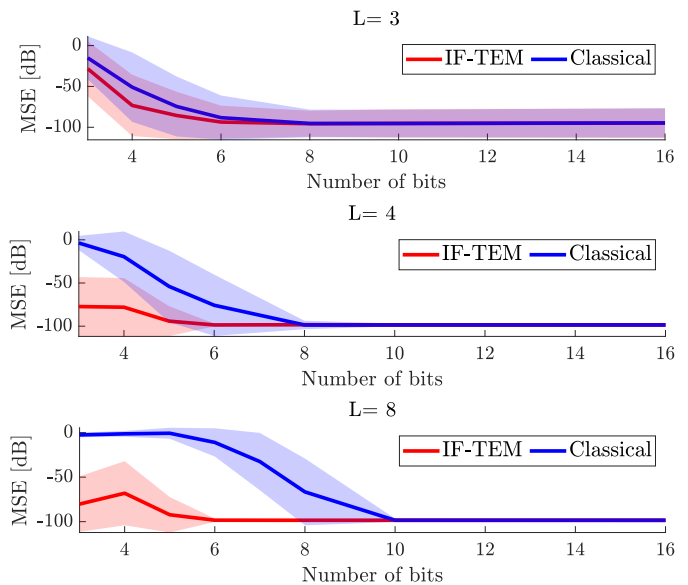 L= 3
0
-50
-100
MSE [dB]
IF-TEM Classical
4 6 8 10 12 14 16
Number of bits
L= 4
0
-50
-100
MSE [dB]
IF-TEM Classical
4 6 8 10 12 14 16
Number of bits
L= 8
0
-50
-100
MSE [dB]
IF-TEM Classical
4 6 8 10 12 14 16
Number of bits